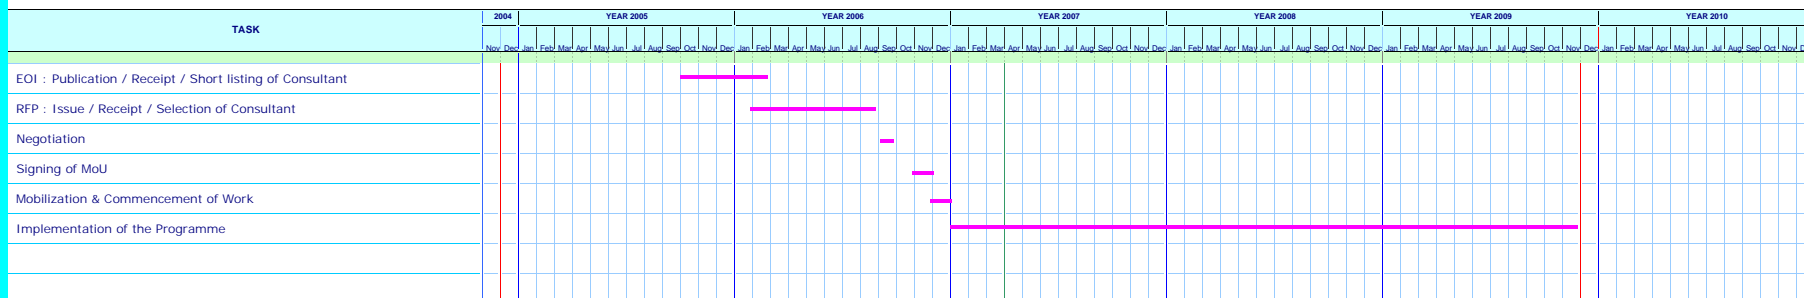 TASK
2004 YEAR 2005 YEAR 2006 YEAR 2007 YEAR 2008 YEAR 2009 YEAR 2010
Nov Dec Jan Feb Mar Apr May Jun Jul Aug Sep Oct Nov Dec Jan Feb Mar Apr May Jun Jul Aug Sep Oct Nov Dec Jan Feb Mar Apr May Jun Jul Aug Sep Oct Nov Dec Jan Feb Mar Apr May Jun Jul Aug Sep Oct Nov Dec Jan Feb Mar Apr May Jun Jul Aug Sep Oct Nov Dec Jan Feb Mar Apr May Jun Jul Aug Sep Oct Nov D
EOI : Publication / Receipt / Short listing of Consultant
RFP : Issue / Receipt / Selection of Consultant
Negotiation
Signing of MoU
Mobilization & Commencement of Work
Implementation of the Programme